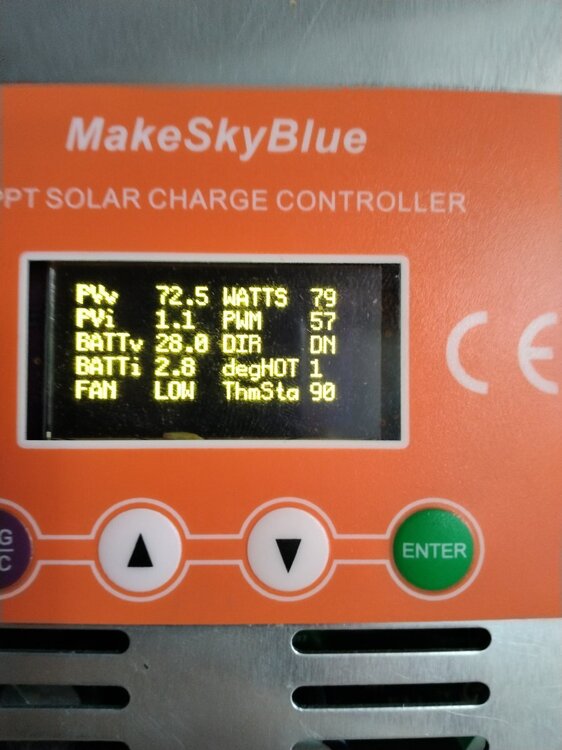 MakeSkyBlue
PPT SOLAR CHARGE CONTROLLER
PVv 72.5 WATTS 79
PVi 1.1 PWM 57
BATTv 28.0 DIR DN
BATTi 2.8 degHOT 1
FAN LOW ThmSta 90
CE
G
C
ENTER